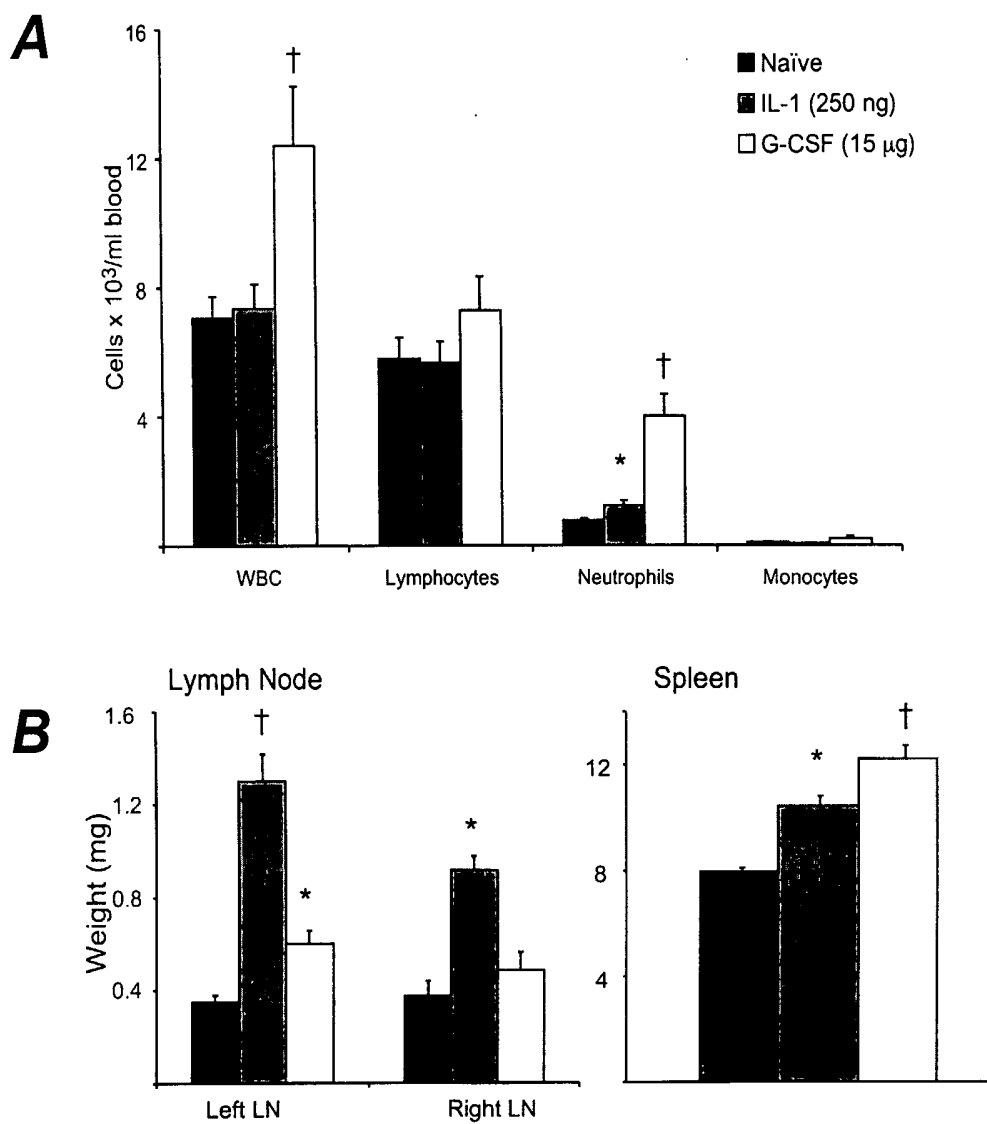 A
Cells x 10³/ml blood
16
12
8
4
†
†
*
Naïve
IL-1 (250 ng)
G-CSF (15 µg)
WBC Lymphocytes Neutrophils Monocytes
B
Lymph Node
Weight (mg)
1.6
1.2
0.8
0.4
†
*
*
Left LN Right LN
Spleen
12
8
4
*
†